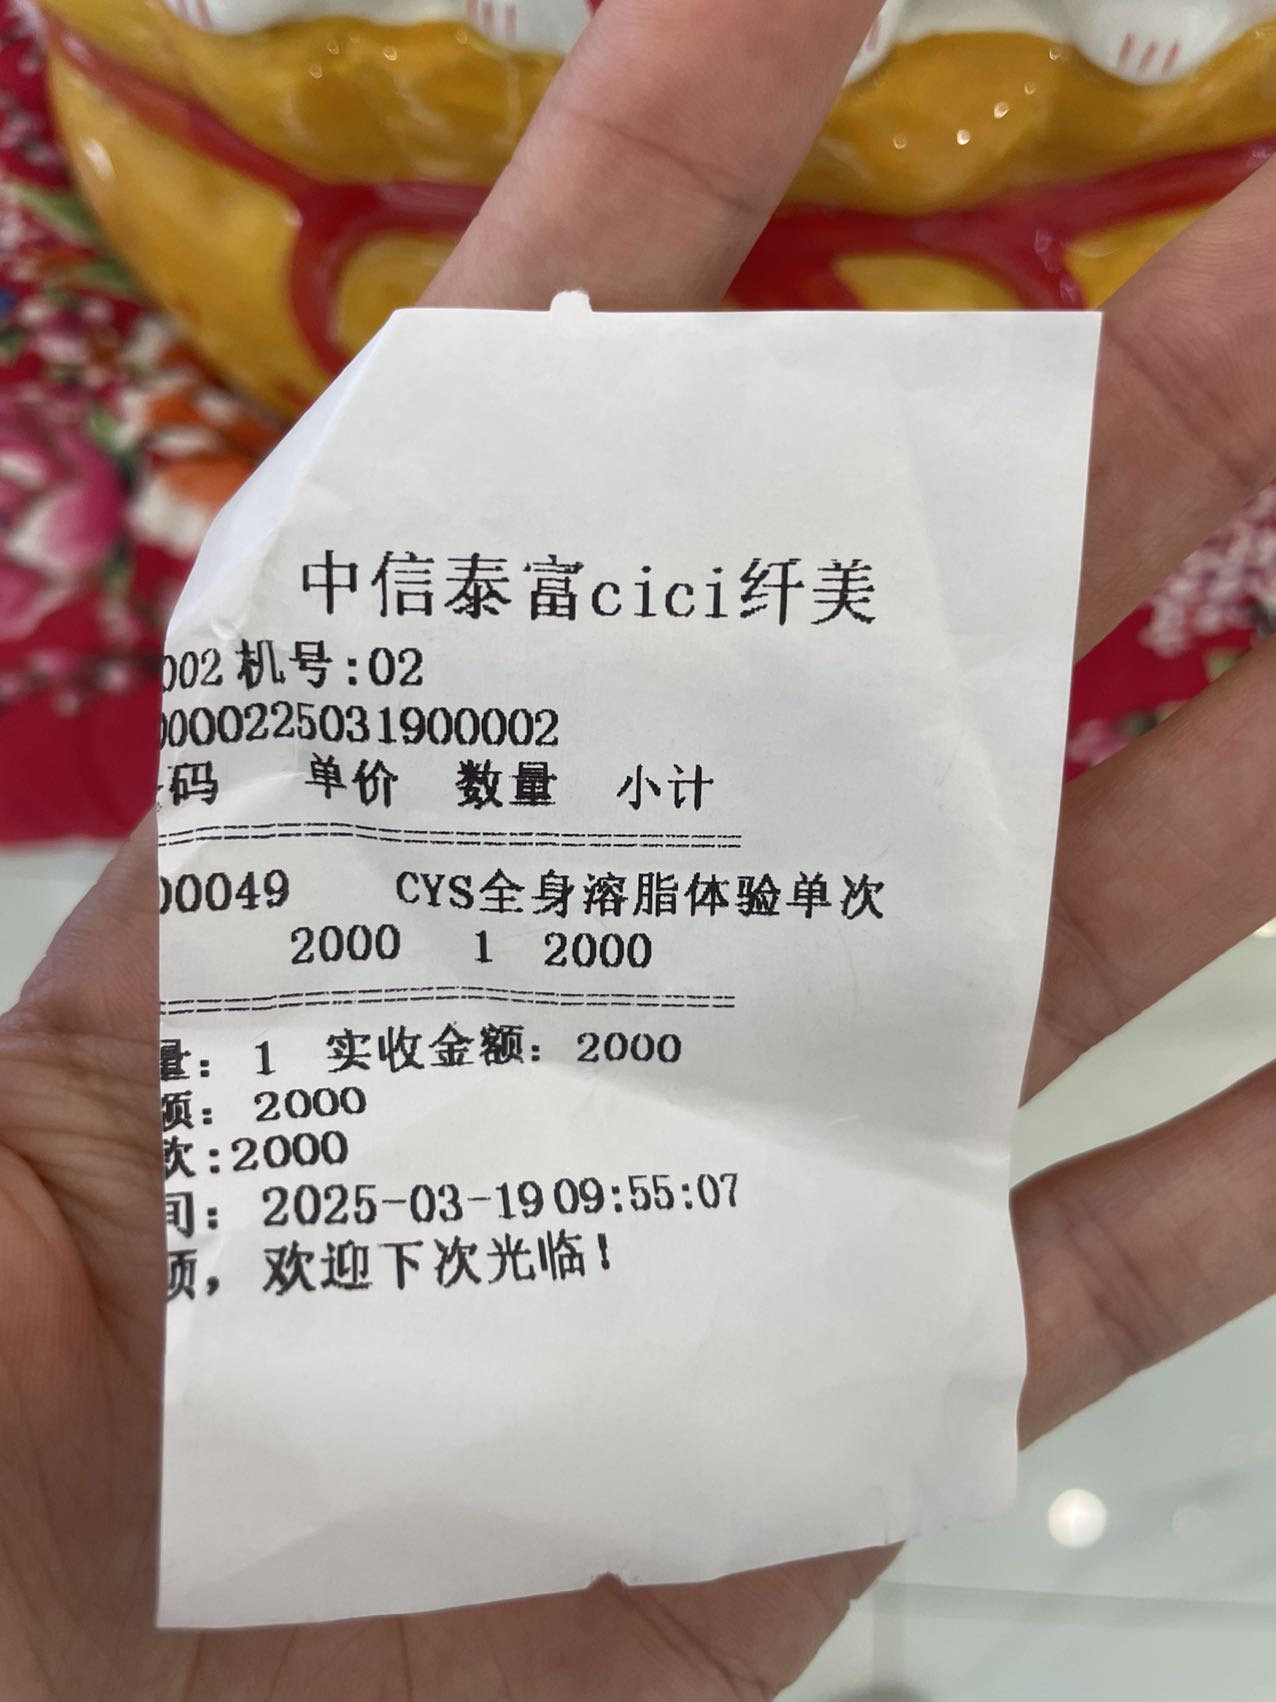 中信泰富cici纤美
002 机号:02
0000225031900002
码 单价 数量 小计
00049 CYS全身溶脂体验单次
2000 1 2000
量: 1 实收金额: 2000
额: 2000
款:2000
间: 2025-03-19 09:55:07
顾, 欢迎下次光临!